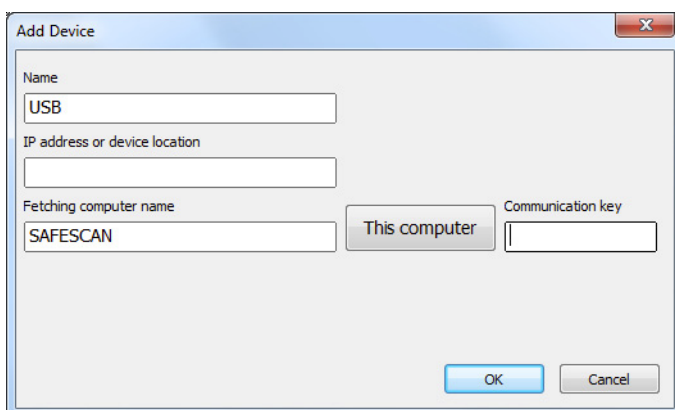 Add Device
Name
USB
IP address or device location
Fetching computer name
SAFESCAN
This computer
Communication key
OK
Cancel